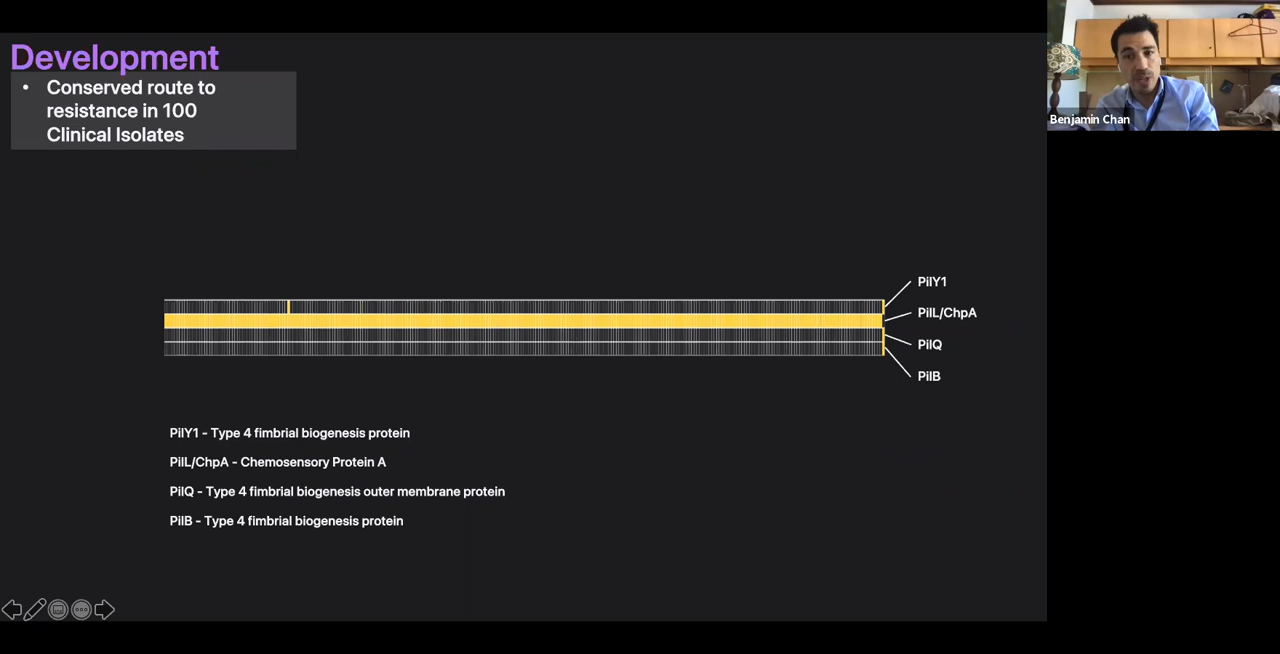 Development
• Conserved route to
resistance in 100
Clinical Isolates
Benjamin Chan
PilY1
PilL/ChpA
PilQ
PilB
PilY1 - Type 4 fimbrial biogenesis protein
PilL/ChpA - Chemosensory Protein A
PilQ - Type 4 fimbrial biogenesis outer membrane protein
PilB - Type 4 fimbrial biogenesis protein